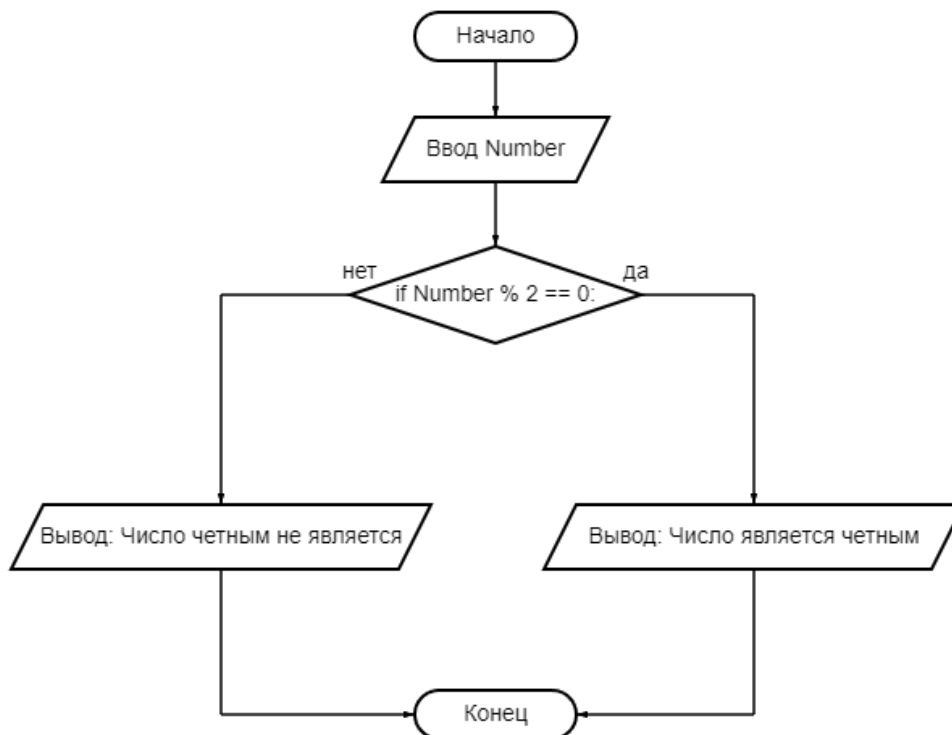 Начало
Ввод Number
нет
да
if Number % 2 == 0:
Вывод: Число четным не является
Вывод: Число является четным
Конец